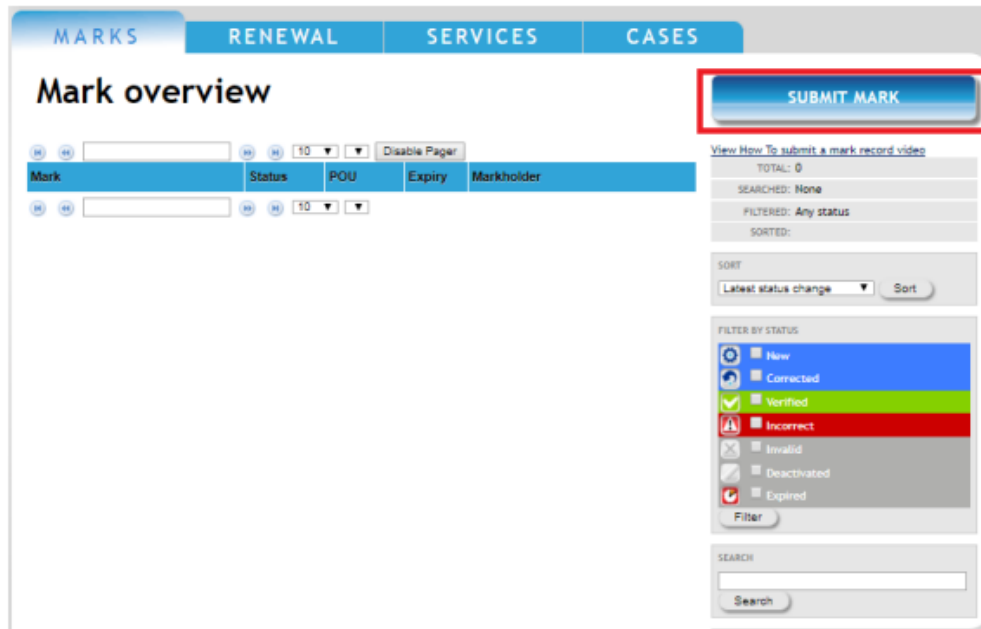 MARKS RENEWAL SERVICES CASES
Mark overview
SUBMIT MARK
10 Disable Pager
Mark Status POU Expiry Markholder
10
View How To submit a mark record video
TOTAL: 0
SEARCHED: None
FILTERED: Any status
SORTED:
SORT
Latest status change Sort
FILTER BY STATUS
New
Corrected
Verified
Incorrect
Invalid
Deactivated
Expired
Filter
SEARCH
Search